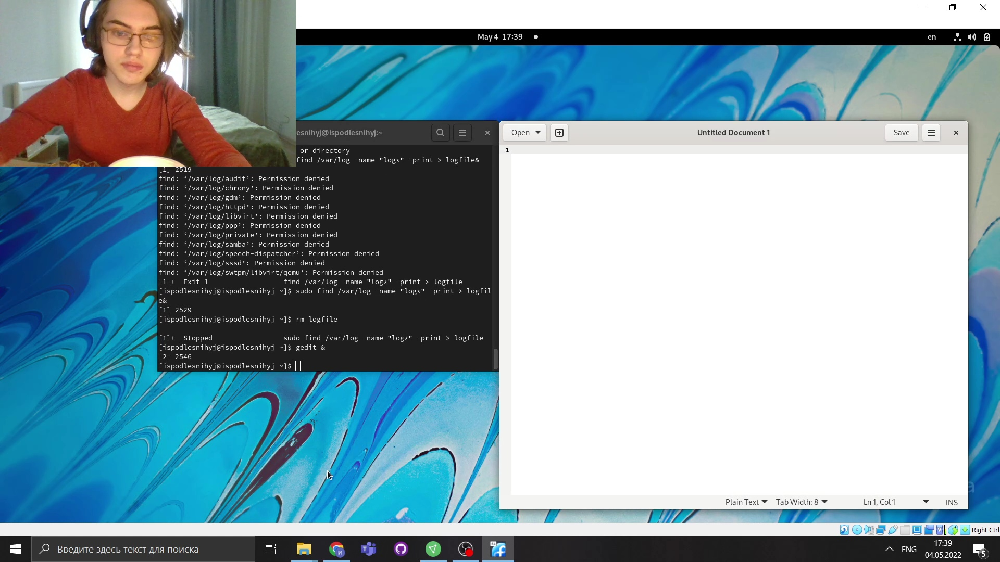 May 4 17:39
en
esnihyj@ispodlesnihyj:~
or directory
find /var/log -name "log*" -print > logfile&
[1] 2519
find: ‘/var/log/audit’: Permission denied
find: ‘/var/log/chrony’: Permission denied
find: ‘/var/log/gdm’: Permission denied
find: ‘/var/log/httpd’: Permission denied
find: ‘/var/log/libvirt’: Permission denied
find: ‘/var/log/ppp’: Permission denied
find: ‘/var/log/private’: Permission denied
find: ‘/var/log/samba’: Permission denied
find: ‘/var/log/speech-dispatcher’: Permission denied
find: ‘/var/log/sssd’: Permission denied
find: ‘/var/log/swtpm/libvirt/qemu’: Permission denied
[1]+  Exit 1                  find /var/log -name "log*" -print > logfile
[ispodlesnihyj@ispodlesnihyj ~]$ sudo find /var/log -name "log*" -print > logfil
e&
[1] 2529
[ispodlesnihyj@ispodlesnihyj ~]$ rm logfile
[1]+  Stopped                 sudo find /var/log -name "log*" -print > logfile
[ispodlesnihyj@ispodlesnihyj ~]$ gedit &
[2] 2546
[ispodlesnihyj@ispodlesnihyj ~]$
Open
Untitled Document 1
Save
1
Plain Text
Tab Width: 8
Ln 1, Col 1
INS
Right Ctrl
Введите здесь текст для поиска
ENG
17:39
04.05.2022
5